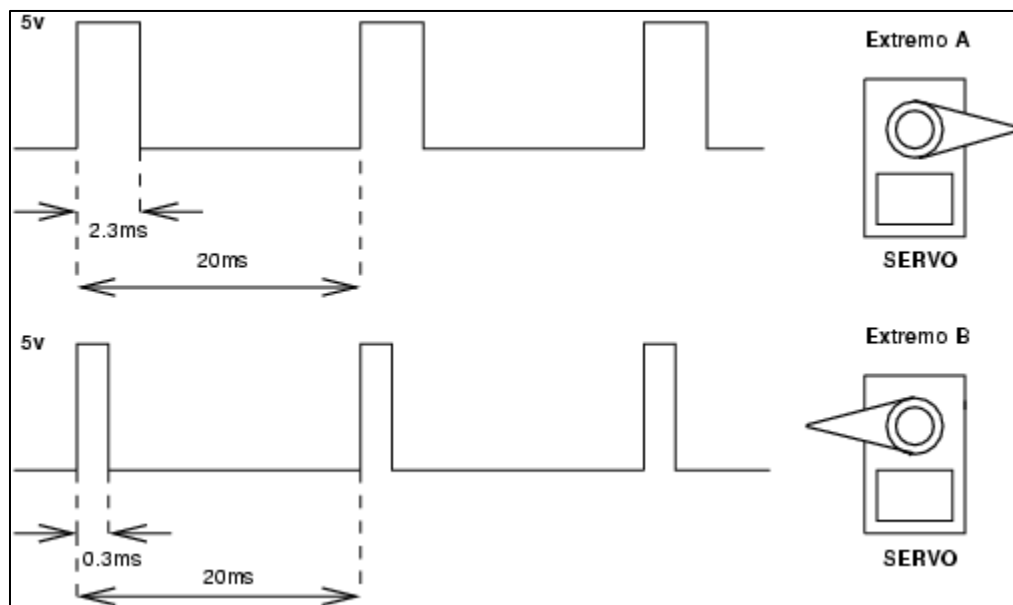 5v
Extremo A
2.3ms
20ms
SERVO
5v
Extremo B
0.3ms
20ms
SERVO